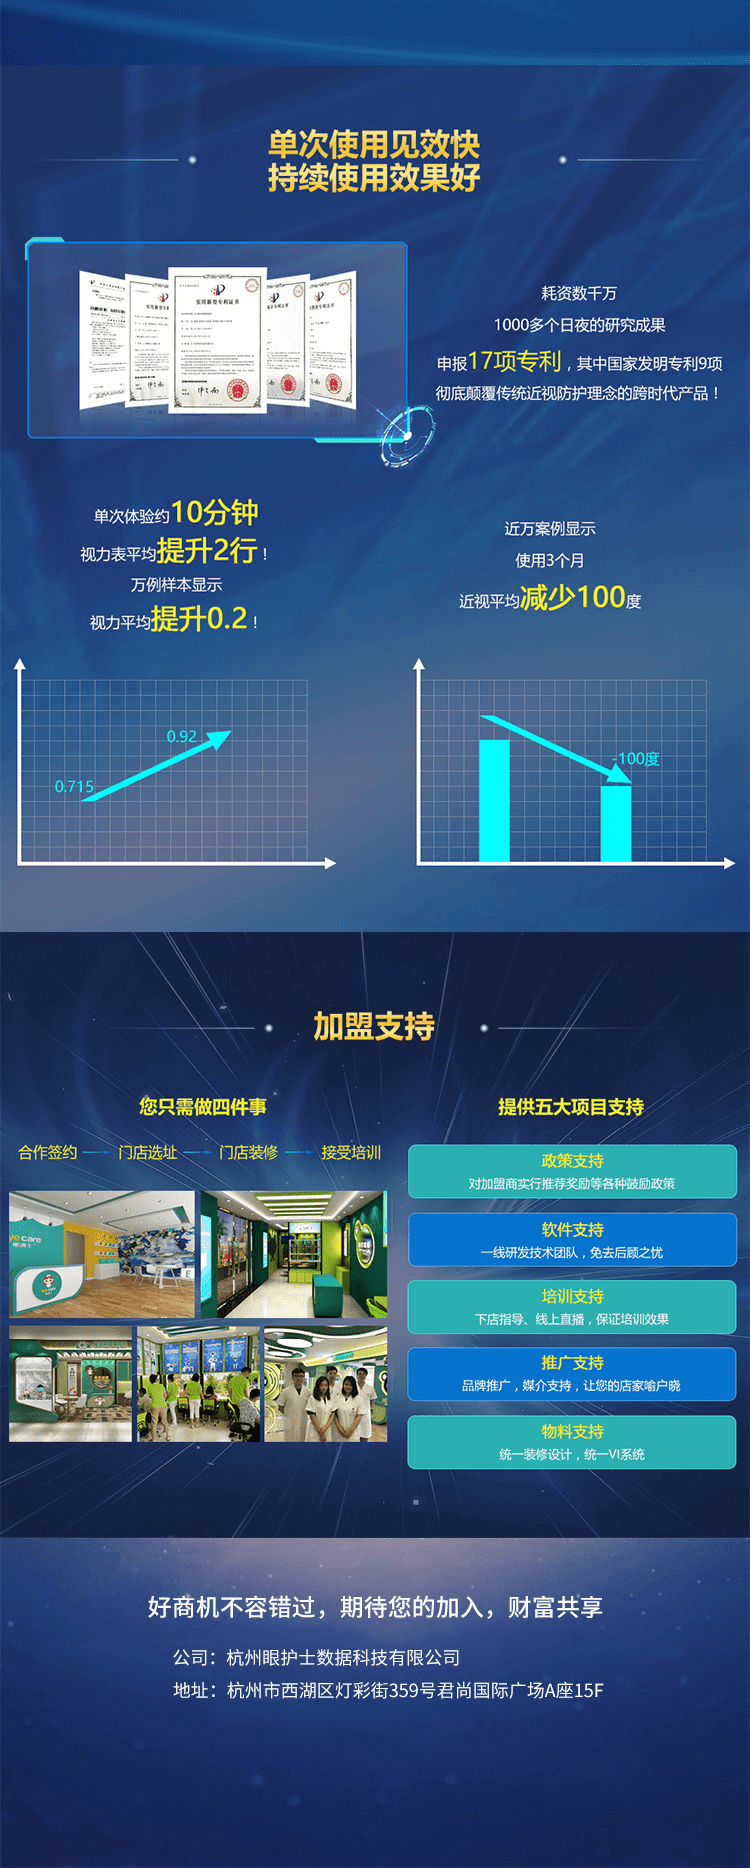 单次使用见效快
持续使用效果好
实用新型专利证书
耗资数千万
1000多个日夜的研究成果
申报17项专利，其中国家发明专利9项
彻底颠覆传统近视防护理念的跨时代产品！
单次体验约10分钟
视力表平均提升2行！
万例样本显示
视力平均提升0.2！
近万案例显示
使用3个月
近视平均减少100度
0.92
0.715
-100度
加盟支持
您只需做四件事
合作签约
门店选址
门店装修
接受培训
提供五大项目支持
政策支持
对加盟商实行推荐奖励等各种鼓励政策
软件支持
一线研发技术团队，免去后顾之忧
培训支持
下店指导、线上直播，保证培训效果
推广支持
品牌推广，媒介支持，让您的店家喻户晓
物料支持
统一装修设计，统一VI系统
好商机不容错过，期待您的加入，财富共享
公司：杭州眼护士数据科技有限公司
地址：杭州市西湖区灯彩街359号君尚国际广场A座15F